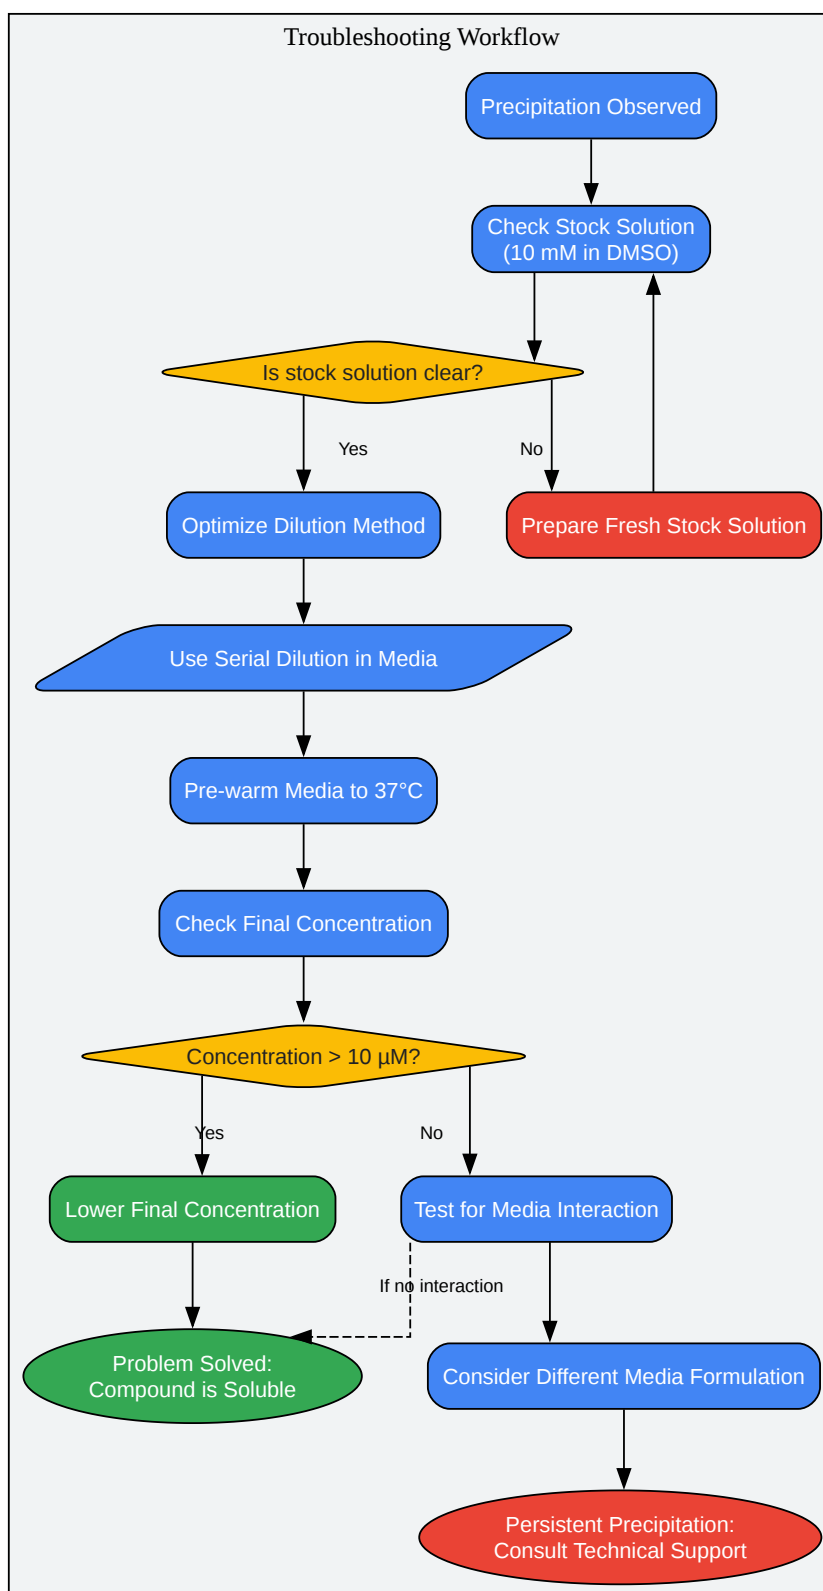 Troubleshooting Workflow
Precipitation Observed
Check Stock Solution
(10 mM in DMSO)
Is stock solution clear?
Yes
No
Optimize Dilution Method
Prepare Fresh Stock Solution
Use Serial Dilution in Media
Pre-warm Media to 37°C
Check Final Concentration
Concentration > 10 µM?
Yes
No
Lower Final Concentration
Test for Media Interaction
If no interaction
Problem Solved:
Compound is Soluble
Consider Different Media Formulation
Persistent Precipitation:
Consult Technical Support